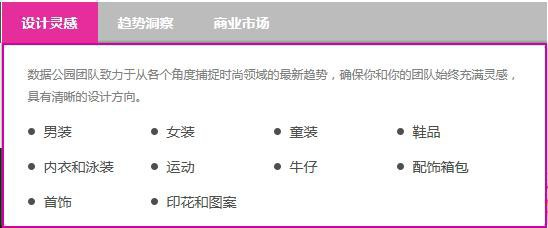 设计灵感 趋势洞察 商业市场
数据公园团队致力于从各个角度捕捉时尚领域的最新趋势，确保你和你的团队始终充满灵感，
具有清晰的设计方向。
男装 女装 童装 鞋品
内衣和泳装 运动 牛仔 配饰箱包
首饰 印花和图案